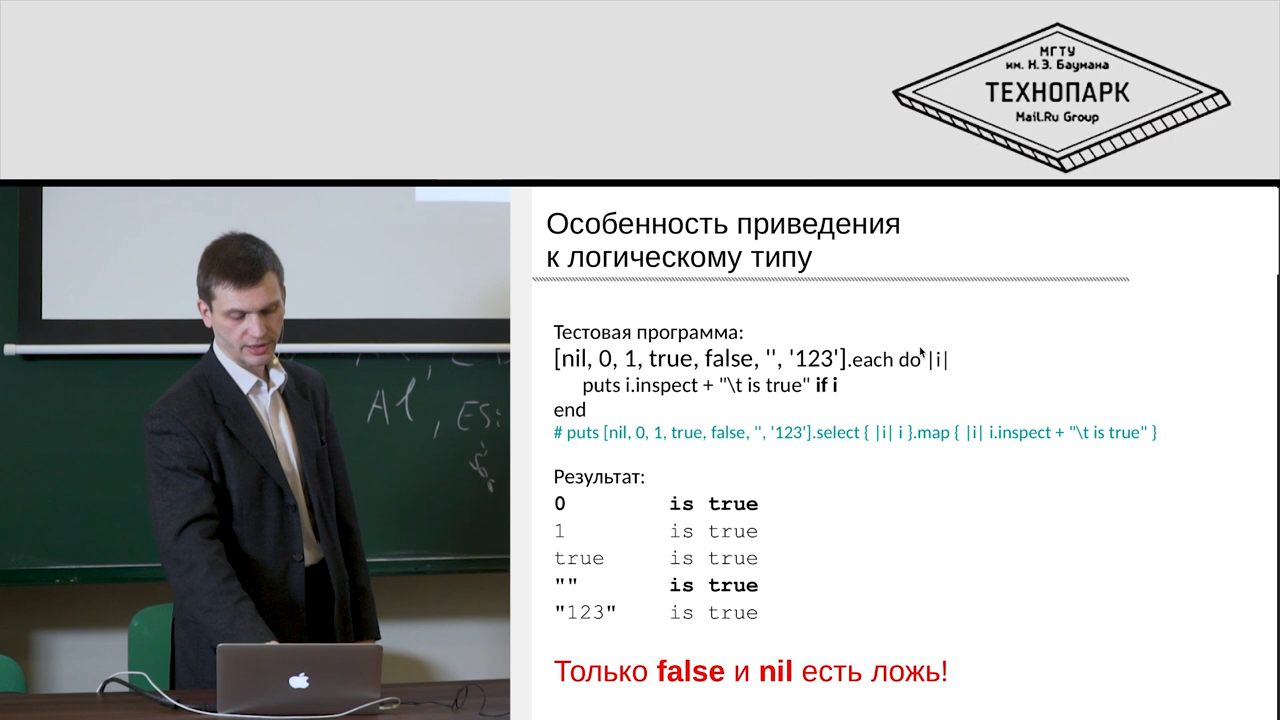 МГТУ
им. Н.Э. Баумана
ТЕХНОПАРК
Mail.Ru Group
Особенность приведения
к логическому типу
Тестовая программа:
[nil, 0, 1, true, false, '', '123'].each do |i|
puts i.inspect + "\t is true" if i
end
# puts [nil, 0, 1, true, false, '', '123'].select { |i| i }.map { |i| i.inspect + "\t is true" }
Результат:
0 is true
1 is true
true is true
"" is true
"123" is true
Только false и nil есть ложь!